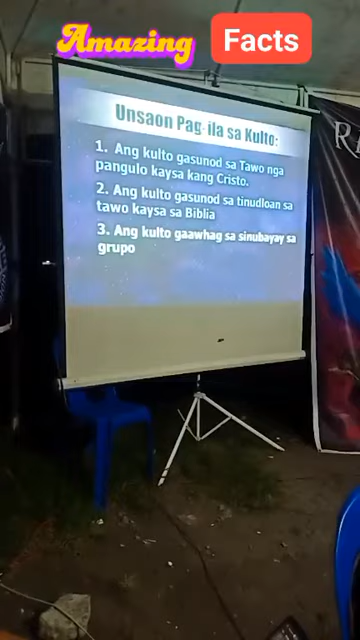 Amazing Facts
Unsaon Pag-ila sa Kulto:
1. Ang kulto gasunod sa Tawo nga
pangulo kaysa kang Cristo.
2. Ang kulto gasunod sa tinudloan sa
tawo kaysa sa Biblia
3. Ang kulto gaawhag sa sinubayay sa
grupo